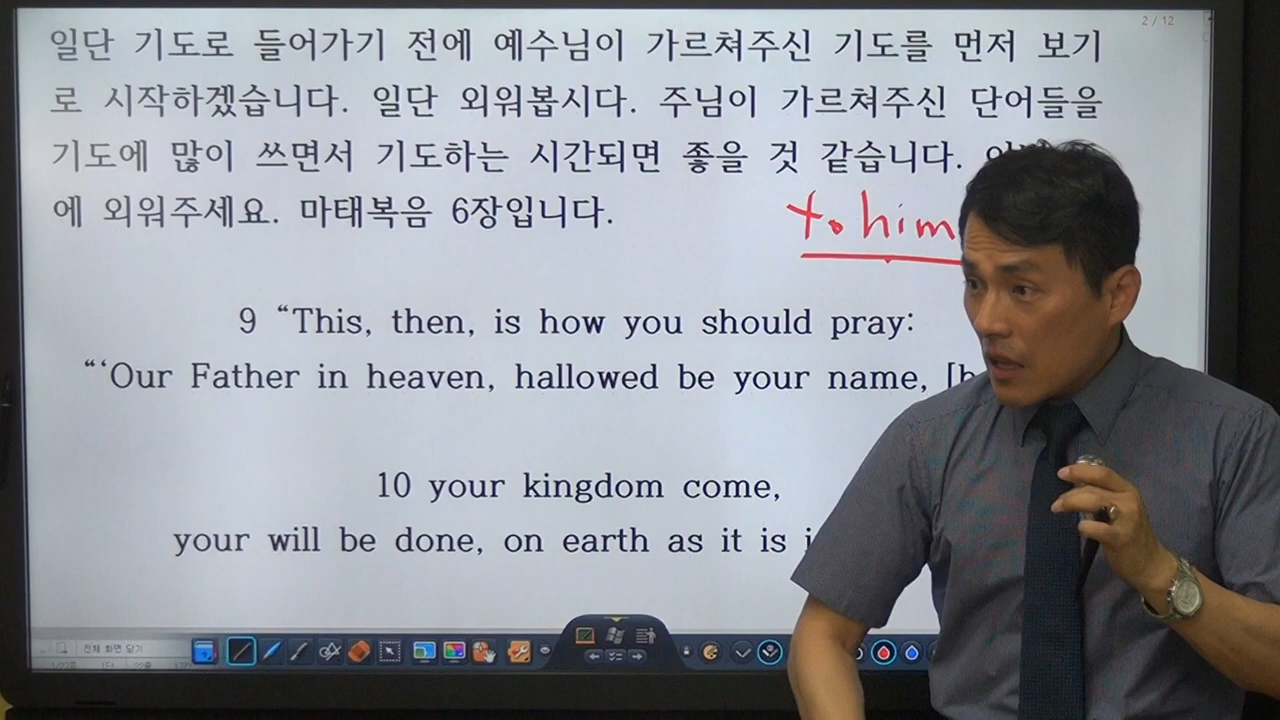 2 / 12
일단 기도로 들어가기 전에 예수님이 가르쳐주신 기도를 먼저 보기
로 시작하겠습니다. 일단 외워봅시다. 주님이 가르쳐주신 단어들을
기도에 많이 쓰면서 기도하는 시간되면 좋을 것 같습니다.
에 외워주세요. 마태복음 6장입니다.
to him
9 “This, then, is how you should pray:
“‘Our Father in heaven, hallowed be your name,
10 your kingdom come,
your will be done, on earth as it is
전체 화면 닫기